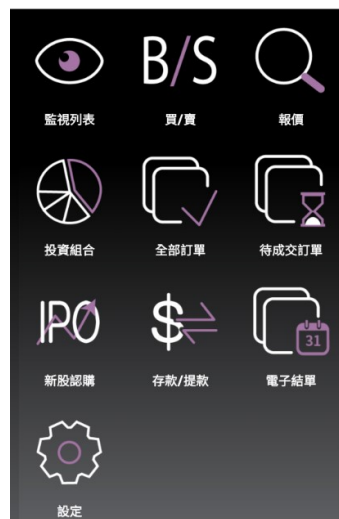 B/S
監視列表
買/賣
報價
投資組合
全部訂單
待成交訂單
IPO
$
31
新股認購
存款/提款
電子結單
設定